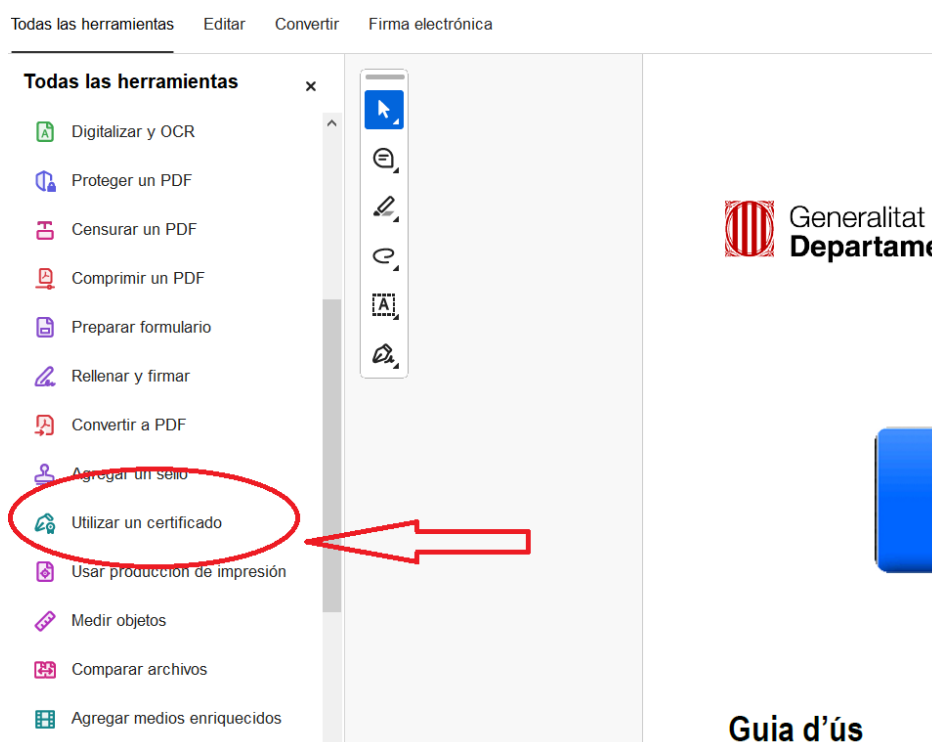 Todas las herramientas Editar Convertir Firma electrónica
Todas las herramientas
Digitalizar y OCR
Proteger un PDF
Censurar un PDF
Comprimir un PDF
Preparar formulario
Rellenar y firmar
Convertir a PDF
Agregar un sello
Utilizar un certificado
Usar producción de impresión
Medir objetos
Comparar archivos
Agregar medios enriquecidos
A
Generalitat
Departame
Guia d'ús